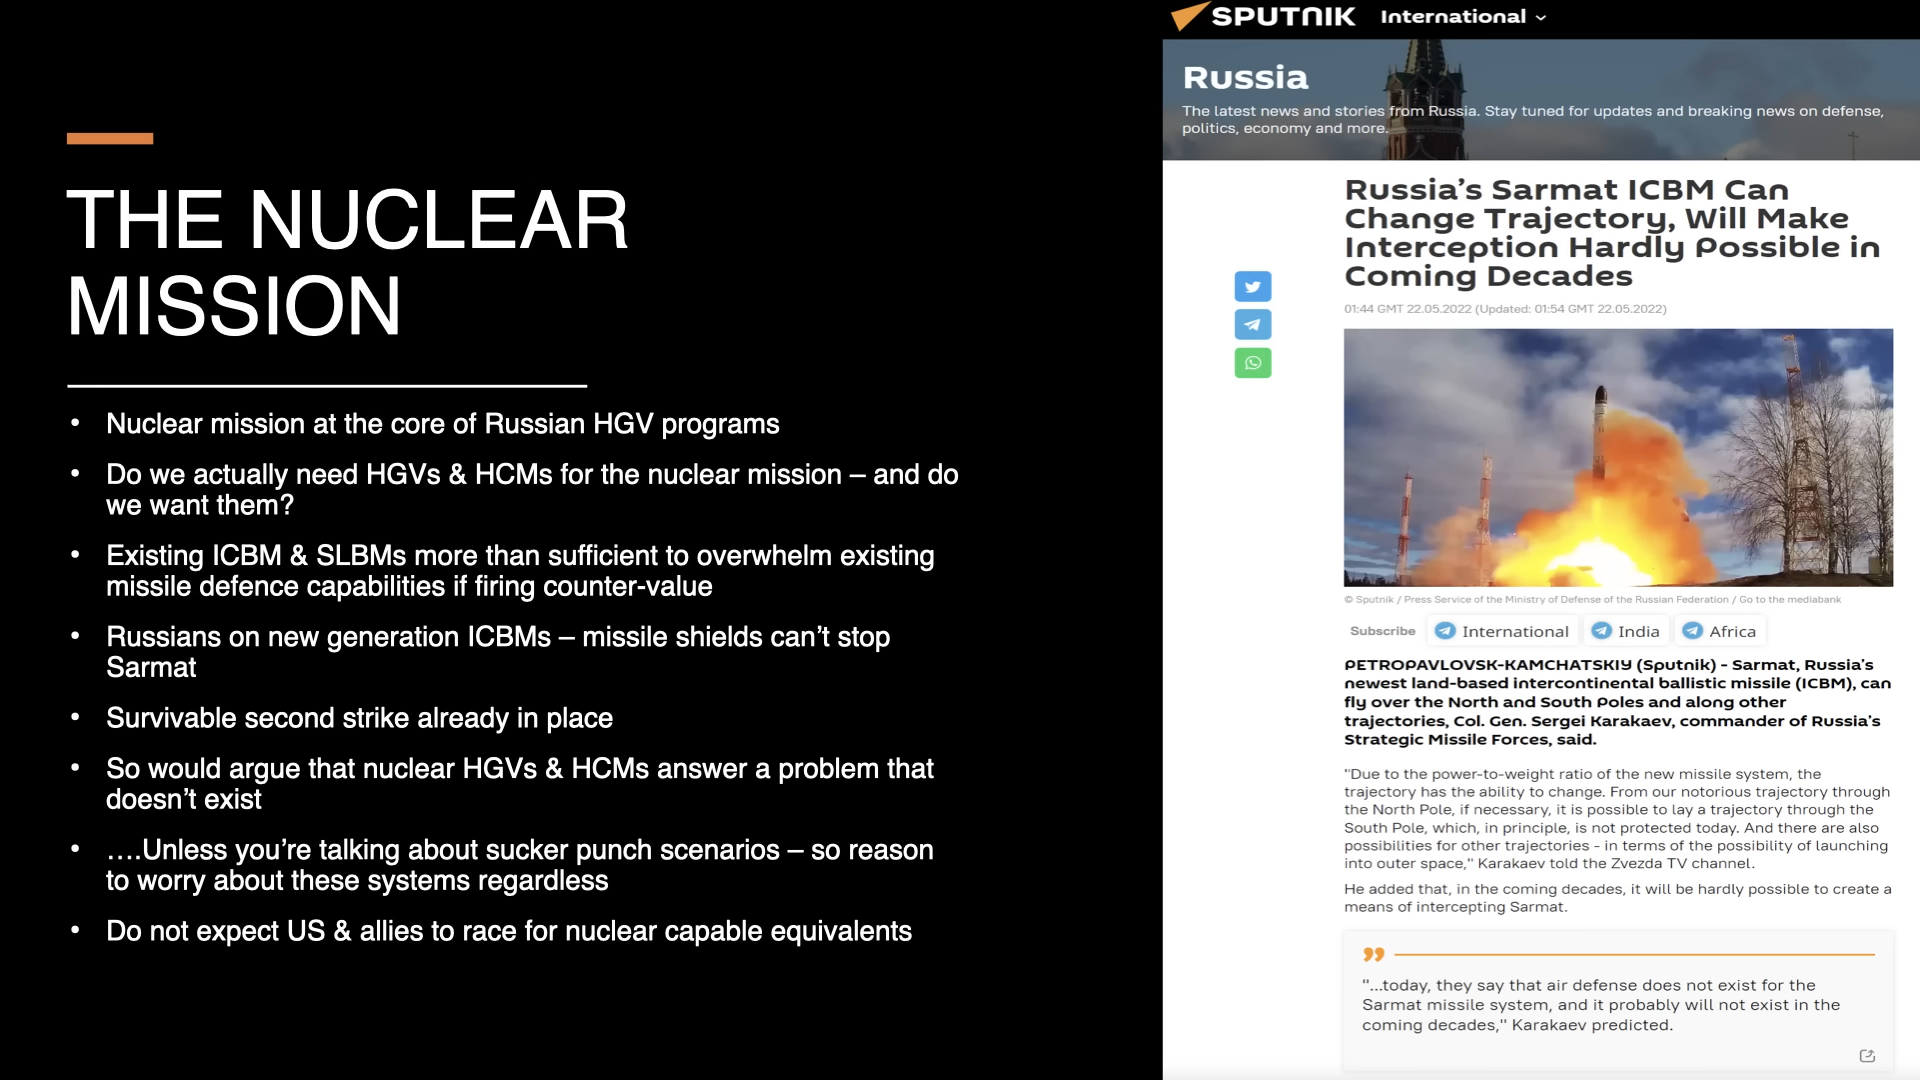 THE NUCLEAR
MISSION
• Nuclear mission at the core of Russian HGV programs
• Do we actually need HGVs & HCMs for the nuclear mission – and do
we want them?
• Existing ICBM & SLBMs more than sufficient to overwhelm existing
missile defence capabilities if firing counter-value
• Russians on new generation ICBMs – missile shields can't stop
Sarmat
• Survivable second strike already in place
• So would argue that nuclear HGVs & HCMs answer a problem that
doesn't exist
• ….Unless you're talking about sucker punch scenarios – so reason
to worry about these systems regardless
• Do not expect US & allies to race for nuclear capable equivalents
SPUTNIK International
Russia
The latest news and stories from Russia. Stay tuned for updates and breaking news on defense,
politics, economy and more.
Russia's Sarmat ICBM Can
Change Trajectory, Will Make
Interception Hardly Possible in
Coming Decades
01:44 GMT 22.05.2022 (Updated: 01:54 GMT 22.05.2022)
© Sputnik / Press Service of the Ministry of Defense of the Russian Federation / Go to the mediabank
Subscribe International India Africa
PETROPAVLOVSK-KAMCHATSKIY (Sputnik) - Sarmat, Russia's
newest land-based intercontinental ballistic missile (ICBM), can
fly over the North and South Poles and along other
trajectories, Col. Gen. Sergei Karakaev, commander of Russia's
Strategic Missile Forces, said.
"Due to the power-to-weight ratio of the new missile system, the
trajectory has the ability to change. From our notorious trajectory through
the North Pole, if necessary, it is possible to lay a trajectory through the
South Pole, which, in principle, is not protected today. And there are also
possibilities for other trajectories - in terms of the possibility of launching
into outer space," Karakaev told the Zvezda TV channel.
He added that, in the coming decades, it will be hardly possible to create a
means of intercepting Sarmat.
"...today, they say that air defense does not exist for the
Sarmat missile system, and it probably will not exist in the
coming decades," Karakaev predicted.